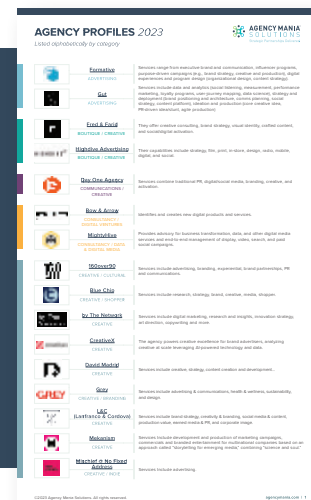 AGENCY PROFILES 2023
Listed alphabetically by category
AGENCY MANIA
SOLUTIONS
Formative
ADVERTISING
Services range from executive brand and communication, influencer programs,
purpose-driven campaigns (e.g., brand strategy, creative and production), digital
experiences and program design (organizational design, content strategy).
Gut
ADVERTISING
Services include data and analytics (social listening, measurement, performance
marketing, loyalty programs, user-journey mapping, data science), strategy and
deployment (brand positioning and architecture, comms planning, social
strategy, content platform) ideation and production (core creative idea,
PR-driven ideation, agile production)
Fred & Farid
BOUTIQUE / CREATIVE
They offer creative consulting, brand strategy, visual identity, crafted content,
and social/digital activation.
Highdive Advertising
BOUTIQUE / CREATIVE
Their capabilities include strategy, film, print, in-store, design, radio, mobile,
digital, and social.
Day One Agency
COMMUNICATIONS /
CREATIVE
Services combine traditional PR, digital/social media, branding, creative, and
activation.
Bow & Arrow
CONSULTANCY /
DIGITAL VENTURES
Identifies and creates new digital products and services.
MightyHive
CONSULTANCY / DATA
& DIGITAL MEDIA
Provides advisory for business transformation, data, and other digital media
services and end-to-end management of display, video, search, and paid
social campaigns.
160over90
CREATIVE / CULTURAL
Services include advertising, branding, experiential, brand partnerships, PR
and communications
Blue Chip
CREATIVE / SHOPPER
Services include research, strategy, brand, creative, media, shopper.
by The Network
CREATIVE
Services include digital marketing, research and insights, innovation strategy,
art direction, copywriting and more.
CreativeX
CREATIVE
The agency powers creative excellence for brand advertisers, analyzing
creative at scale leveraging AI-powered technology and data.
David Madrid
CREATIVE
Services include creative, strategy, content creation and development.
Grey
CREATIVE / BRANDING
Services include advertising & communications, health & wellness, sustainability,
and design.
L&C
(Lanfranco & Cordova)
CREATIVE
Services include brand strategy, creativity & branding, social media & content,
production value, earned media & PR, and corporate image.
Mekanism
CREATIVE
Services include development and production of marketing campaigns,
commercials and branded entertainment for multinational companies based on an
approach called "storytelling for emerging media," combining "science and soul."
Mischief @ No Fixed
Address
CREATIVE / INDIE
Services include advertising
©2023 Agency Mania Solutions. All rights reserved.
agencymania.com | 1